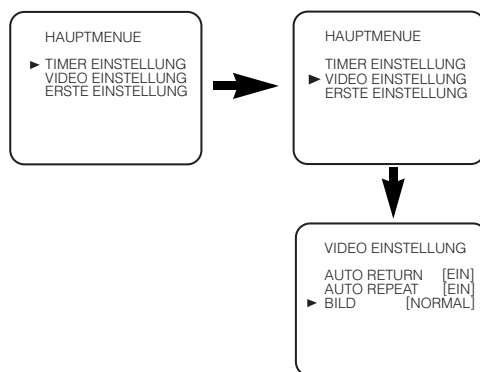 HAUPTMENUE
► TIMER EINSTELLUNG
VIDEO EINSTELLUNG
ERSTE EINSTELLUNG
HAUPTMENUE
TIMER EINSTELLUNG
► VIDEO EINSTELLUNG
ERSTE EINSTELLUNG
VIDEO EINSTELLUNG
AUTO RETURN [EIN]
AUTO REPEAT [EIN]
► BILD [NORMAL]